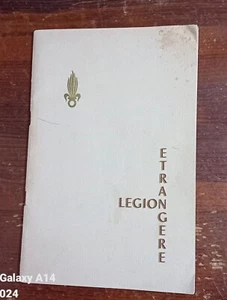 ETRANGERE
LEGION
Galaxy A14
024